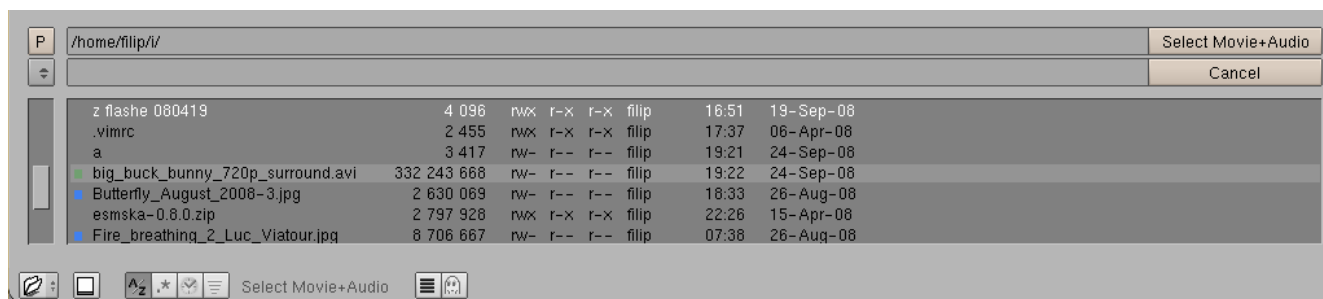 P /home/filip/i/ Select Movie+Audio
Cancel
z flashe 080419 4 096 rwx r-x r-x filip 16:51 19-Sep-08
.vimrc 2 455 rwx r-x r-x filip 17:37 06-Apr-08
a 3 417 rw- r-- r-- filip 19:21 24-Sep-08
big_buck_bunny_720p_surround.avi 332 243 668 rw- r-- r-- filip 19:22 24-Sep-08
Butterfly_August_2008-3.jpg 2 630 069 rw- r-- r-- filip 18:33 26-Aug-08
esmska-0.8.0.zip 2 797 928 rwx r-x r-x filip 22:26 15-Apr-08
Fire_breathing_2_Luc_Viatour.jpg 8 706 667 rw- r-- r-- filip 07:38 26-Aug-08
A/Z .* Select Movie+Audio